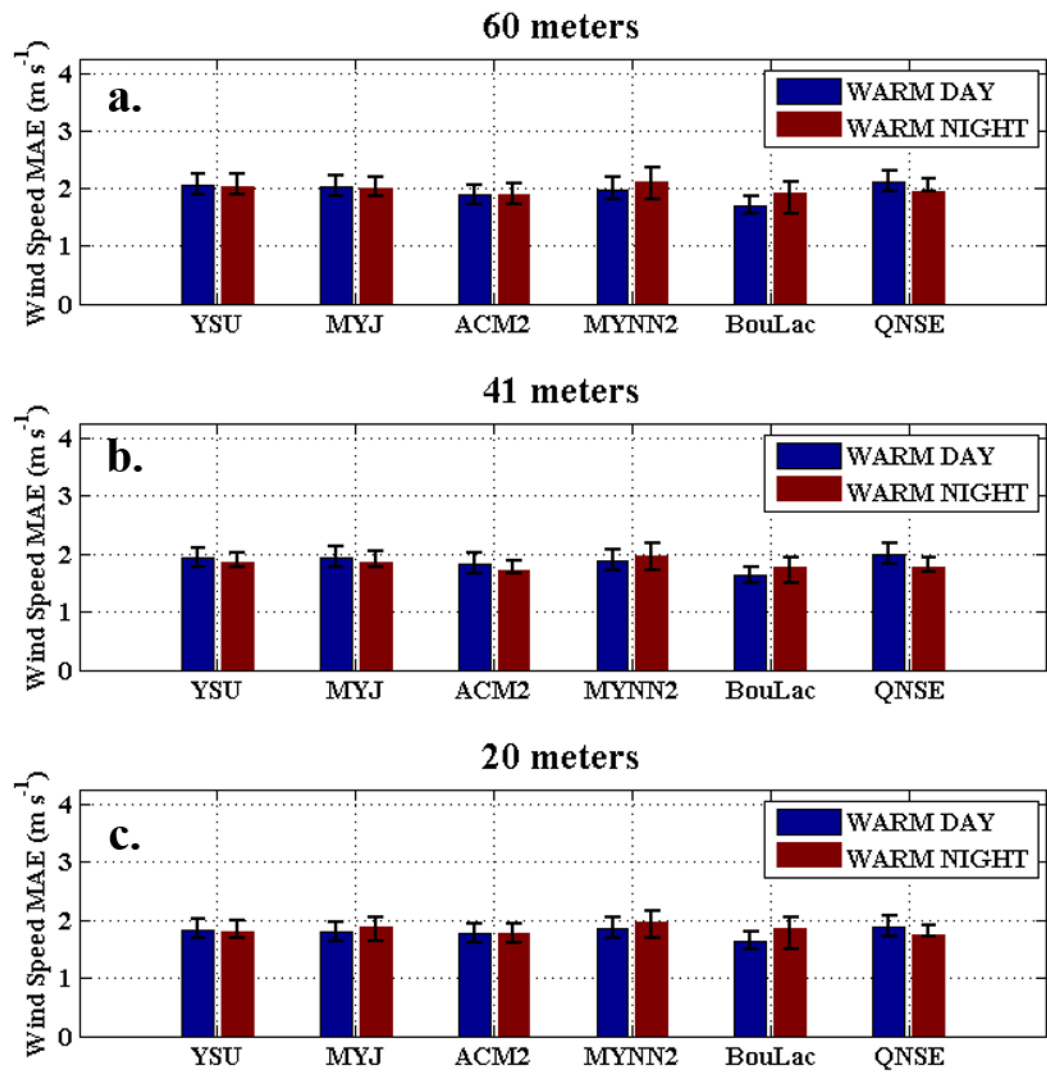 60 meters
Wind Speed MAE (m s⁻¹)
4
3
2
1
0
a.
WARM DAY
WARM NIGHT
YSU MYJ ACM2 MYNN2 BouLac QNSE
41 meters
Wind Speed MAE (m s⁻¹)
4
3
2
1
0
b.
WARM DAY
WARM NIGHT
YSU MYJ ACM2 MYNN2 BouLac QNSE
20 meters
Wind Speed MAE (m s⁻¹)
4
3
2
1
0
c.
WARM DAY
WARM NIGHT
YSU MYJ ACM2 MYNN2 BouLac QNSE